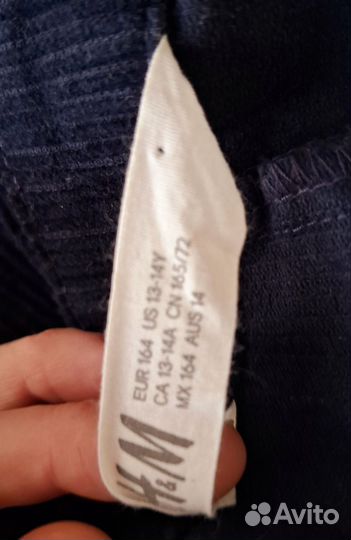 EUR 164 US 13-14Y
CA 13-14A CN 165/72
MX 164 AUS 14
H&M
Avito